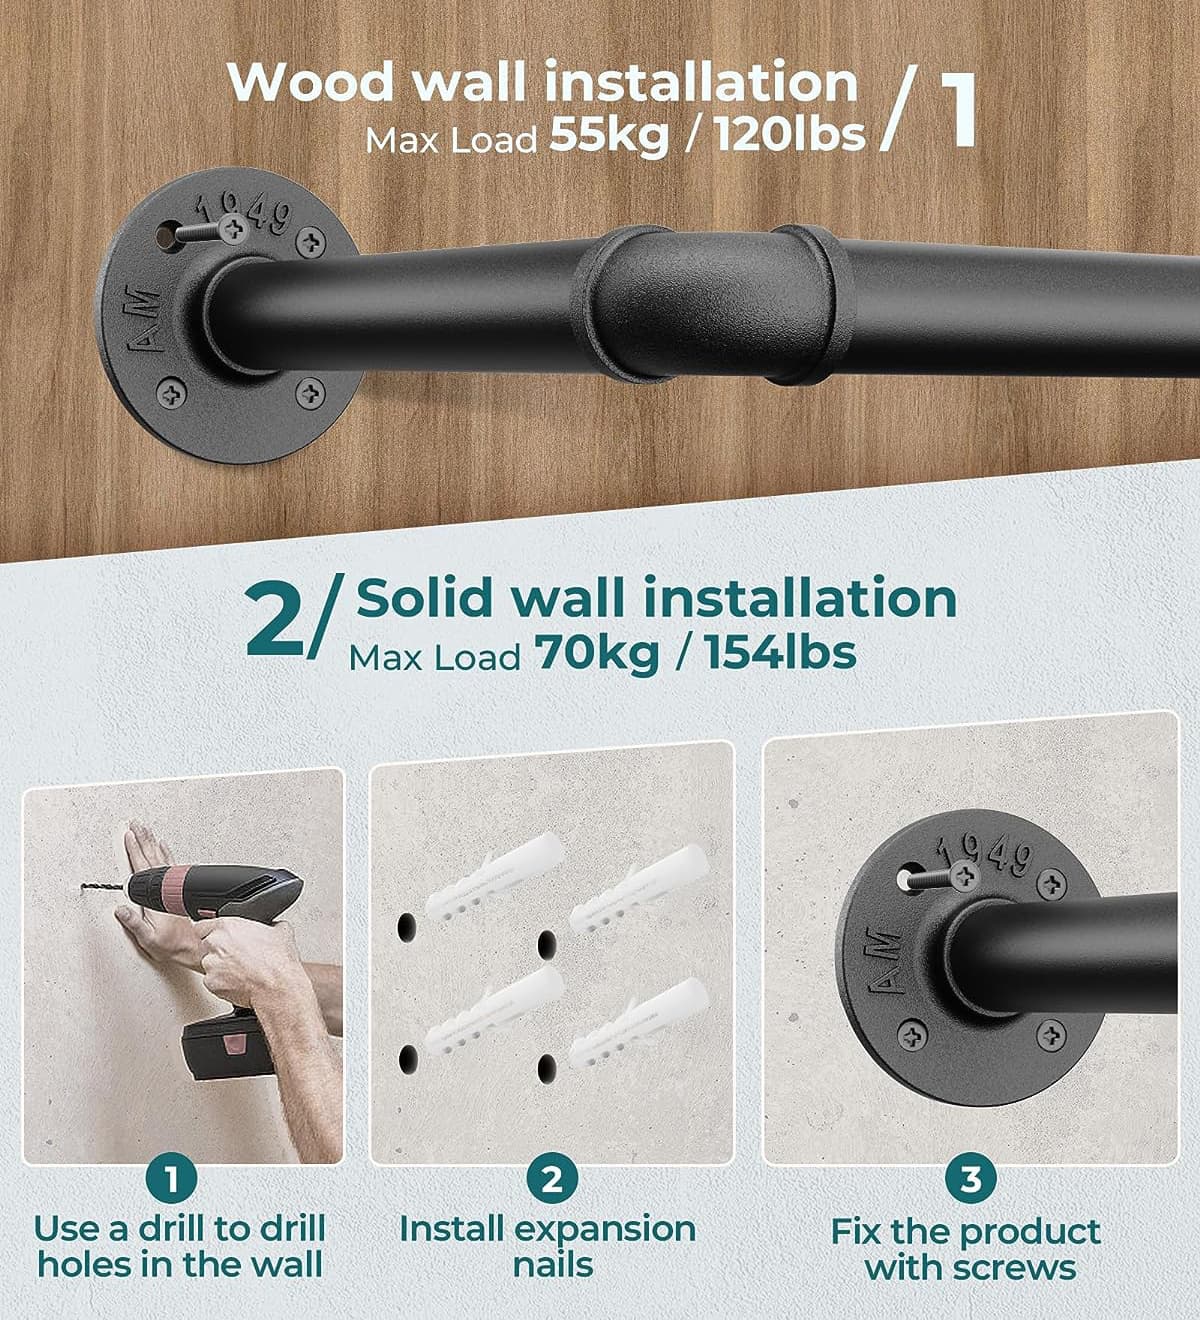 Wood wall installation
Max Load 55kg / 120lbs / 1
1949
AM
2/ Solid wall installation
Max Load 70kg / 154lbs
1949
AM
1
Use a drill to drill
holes in the wall
2
Install expansion
nails
3
Fix the product
with screws